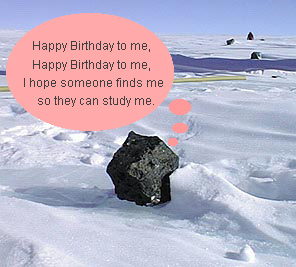 Happy Birthday to me,
Happy Birthday to me,
I hope someone finds me
so they can study me.